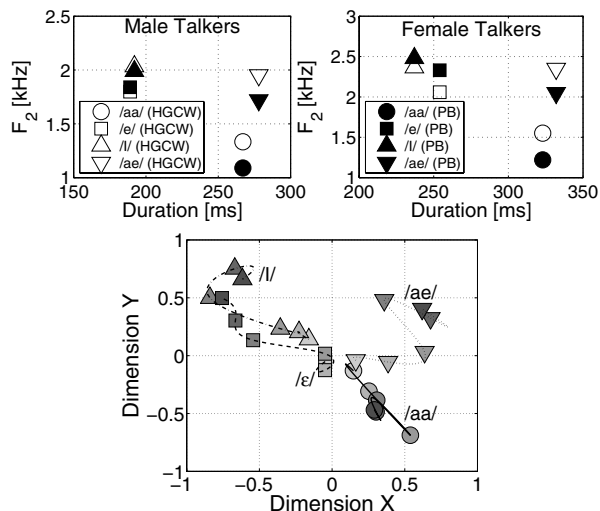 Male Talkers
F2 [kHz]
2.5
2
1.5
1
/aa/ (HGCW)
/e/ (HGCW)
/I/ (HGCW)
/ae/ (HGCW)
150 200 250 300
Duration [ms]
Female Talkers
F2 [kHz]
3
2.5
2
1.5
1
/aa/ (PB)
/e/ (PB)
/I/ (PB)
/ae/ (PB)
200 250 300 350
Duration [ms]
Dimension Y
1
0.5
0
−0.5
−1
/I/
/ae/
/ε/
/aa/
−1 −0.5 0 0.5 1
Dimension X